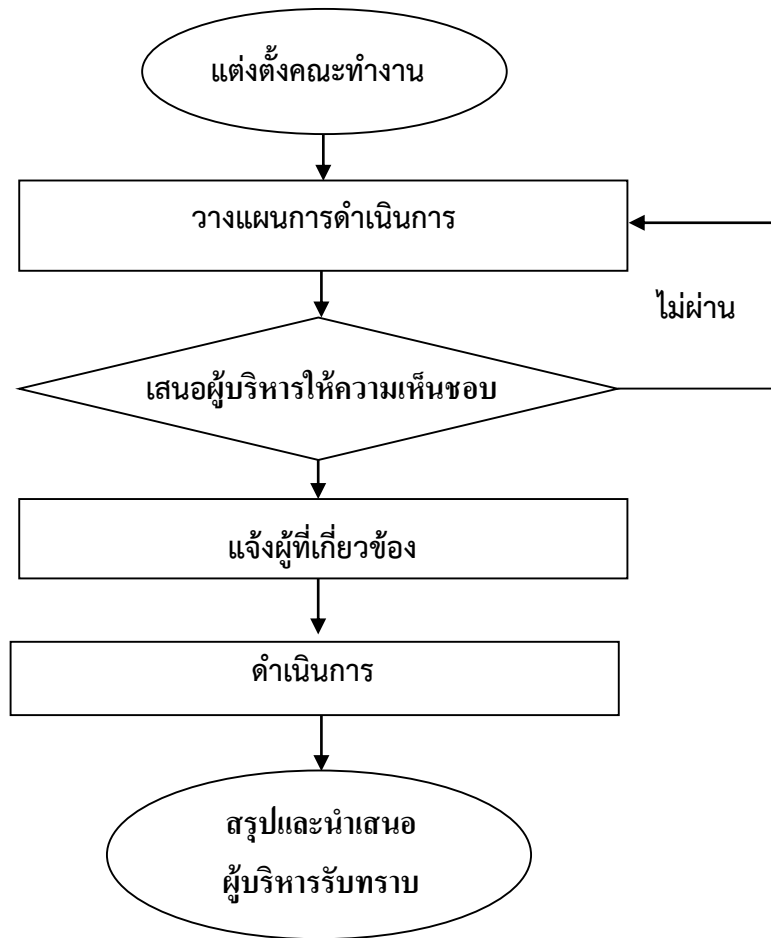 แต่งตั้งคณะทำงาน
วางแผนการดำเนินการ
ไม่ผ่าน
เสนอผู้บริหารให้ความเห็นชอบ
แจ้งผู้ที่เกี่ยวข้อง
ดำเนินการ
สรุปและนำเสนอ
ผู้บริหารรับทราบ